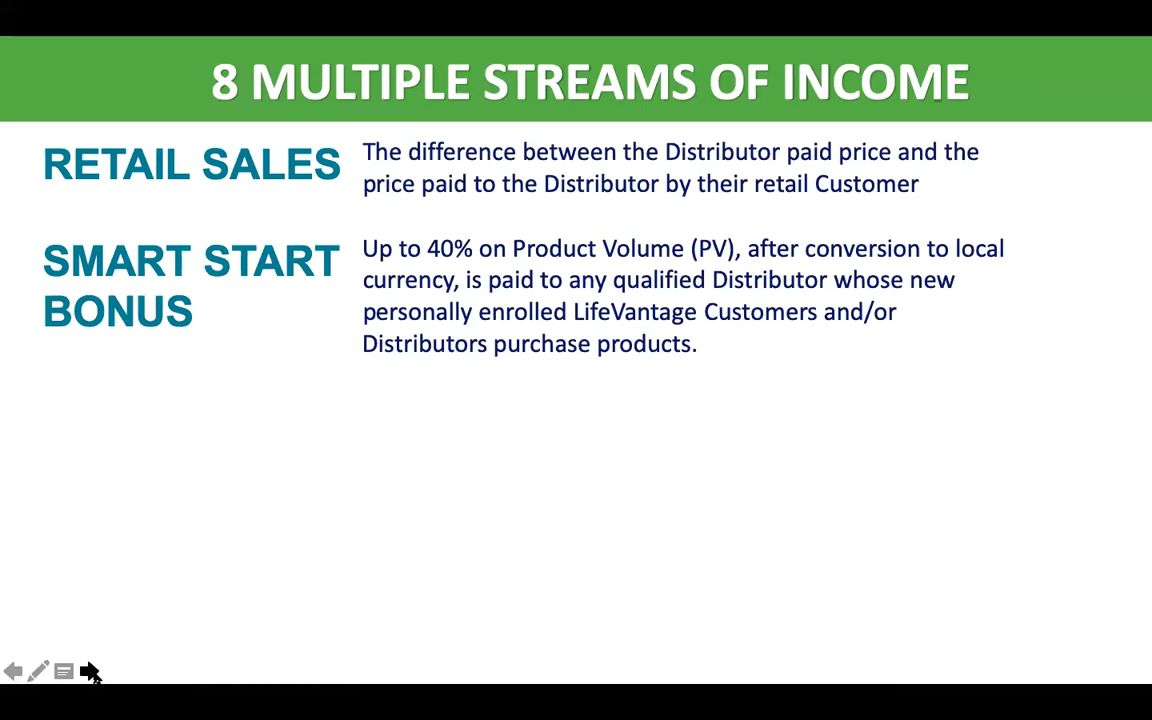 8 MULTIPLE STREAMS OF INCOME
RETAIL SALES
The difference between the Distributor paid price and the
price paid to the Distributor by their retail Customer
SMART START
BONUS
Up to 40% on Product Volume (PV), after conversion to local
currency, is paid to any qualified Distributor whose new
personally enrolled LifeVantage Customers and/or
Distributors purchase products.